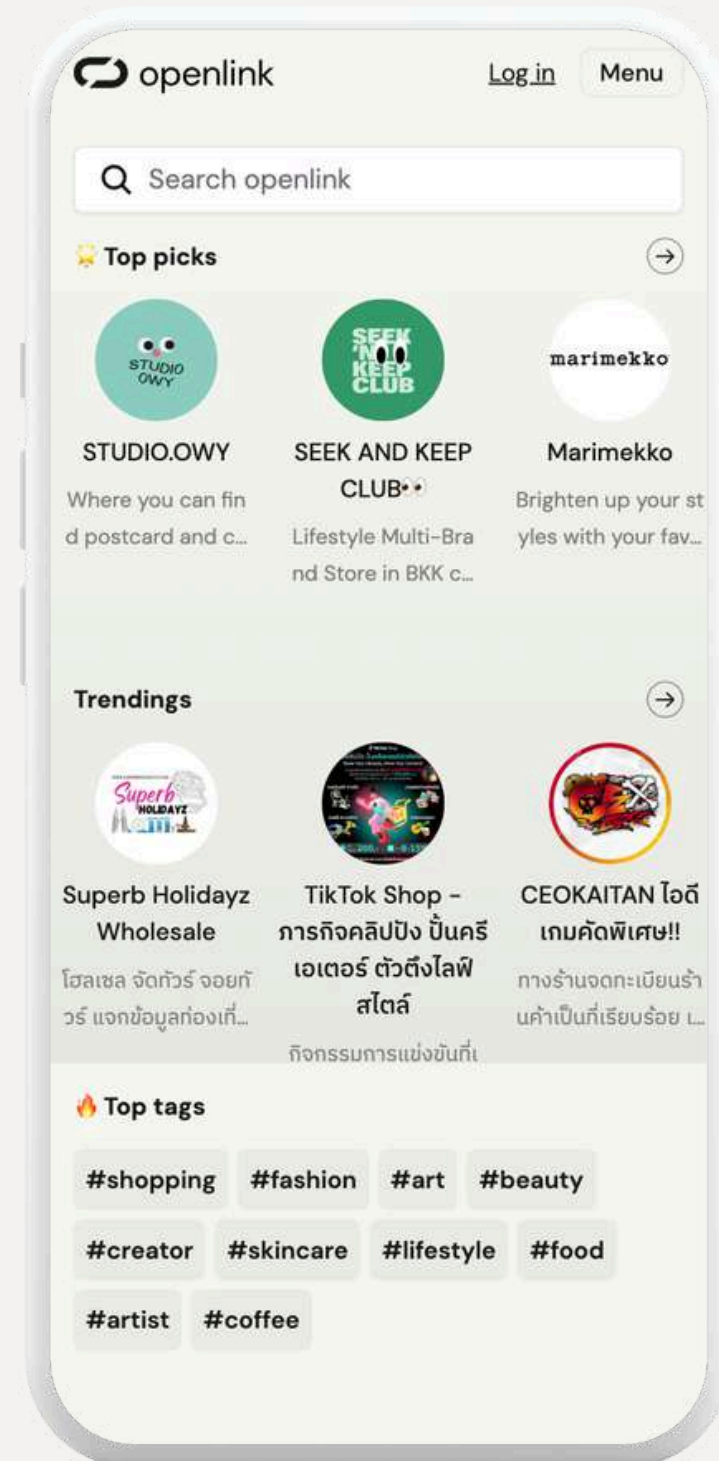 openlink
Log in
Menu
Search openlink
🌟 Top picks
STUDIO
OWY
SEEK
'N
KEEP
CLUB
marimekko
STUDIO.OWY
SEEK AND KEEP
CLUB👀
Marimekko
Where you can fin
d postcard and c...
Lifestyle Multi-Bra
nd Store in BKK c...
Brighten up your st
yles with your fav...
Trendings
Superb
HOLIDAYZ
Superb Holidayz
Wholesale
TikTok Shop -
ภารกิจคลิปปัง ปั้นครี
เอเตอร์ ตัวตึงไลฟ์
สไตล์
CEOKAITAN ไอดี
เกมคัดพิเศษ!!
โฮลเซล จัดทัวร์ จอยทั
วร์ แจกข้อมูลท่องเที่...
กิจกรรมการแข่งขันที่เ
ทางร้านจดทะเบียนร้า
นค้าเป็นที่เรียบร้อย เ...
🔥 Top tags
#shopping #fashion #art #beauty
#creator #skincare #lifestyle #food
#artist #coffee